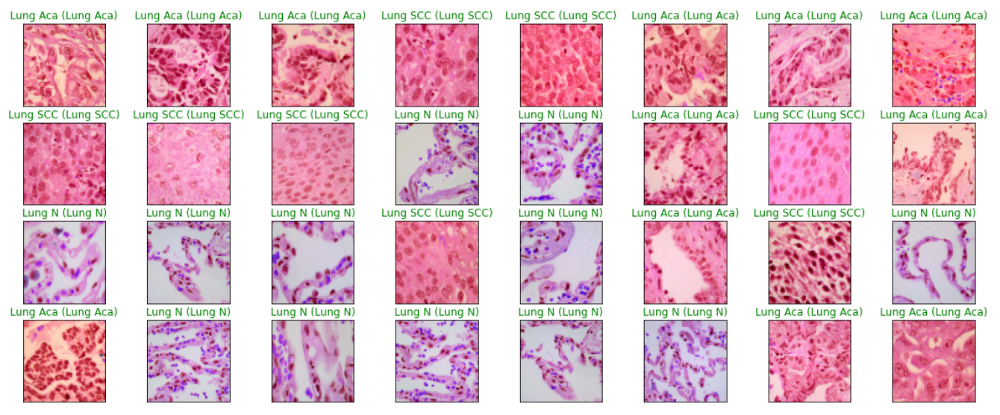 Lung Aca (Lung Aca) Lung Aca (Lung Aca) Lung Aca (Lung Aca) Lung SCC (Lung SCC) Lung SCC (Lung SCC) Lung Aca (Lung Aca) Lung Aca (Lung Aca) Lung Aca (Lung Aca)
Lung SCC (Lung SCC) Lung SCC (Lung SCC) Lung SCC (Lung SCC) Lung N (Lung N) Lung N (Lung N) Lung Aca (Lung Aca) Lung SCC (Lung SCC) Lung Aca (Lung Aca)
Lung N (Lung N) Lung N (Lung N) Lung N (Lung N) Lung SCC (Lung SCC) Lung N (Lung N) Lung Aca (Lung Aca) Lung SCC (Lung SCC) Lung N (Lung N)
Lung Aca (Lung Aca) Lung N (Lung N) Lung N (Lung N) Lung N (Lung N) Lung N (Lung N) Lung N (Lung N) Lung Aca (Lung Aca) Lung Aca (Lung Aca)